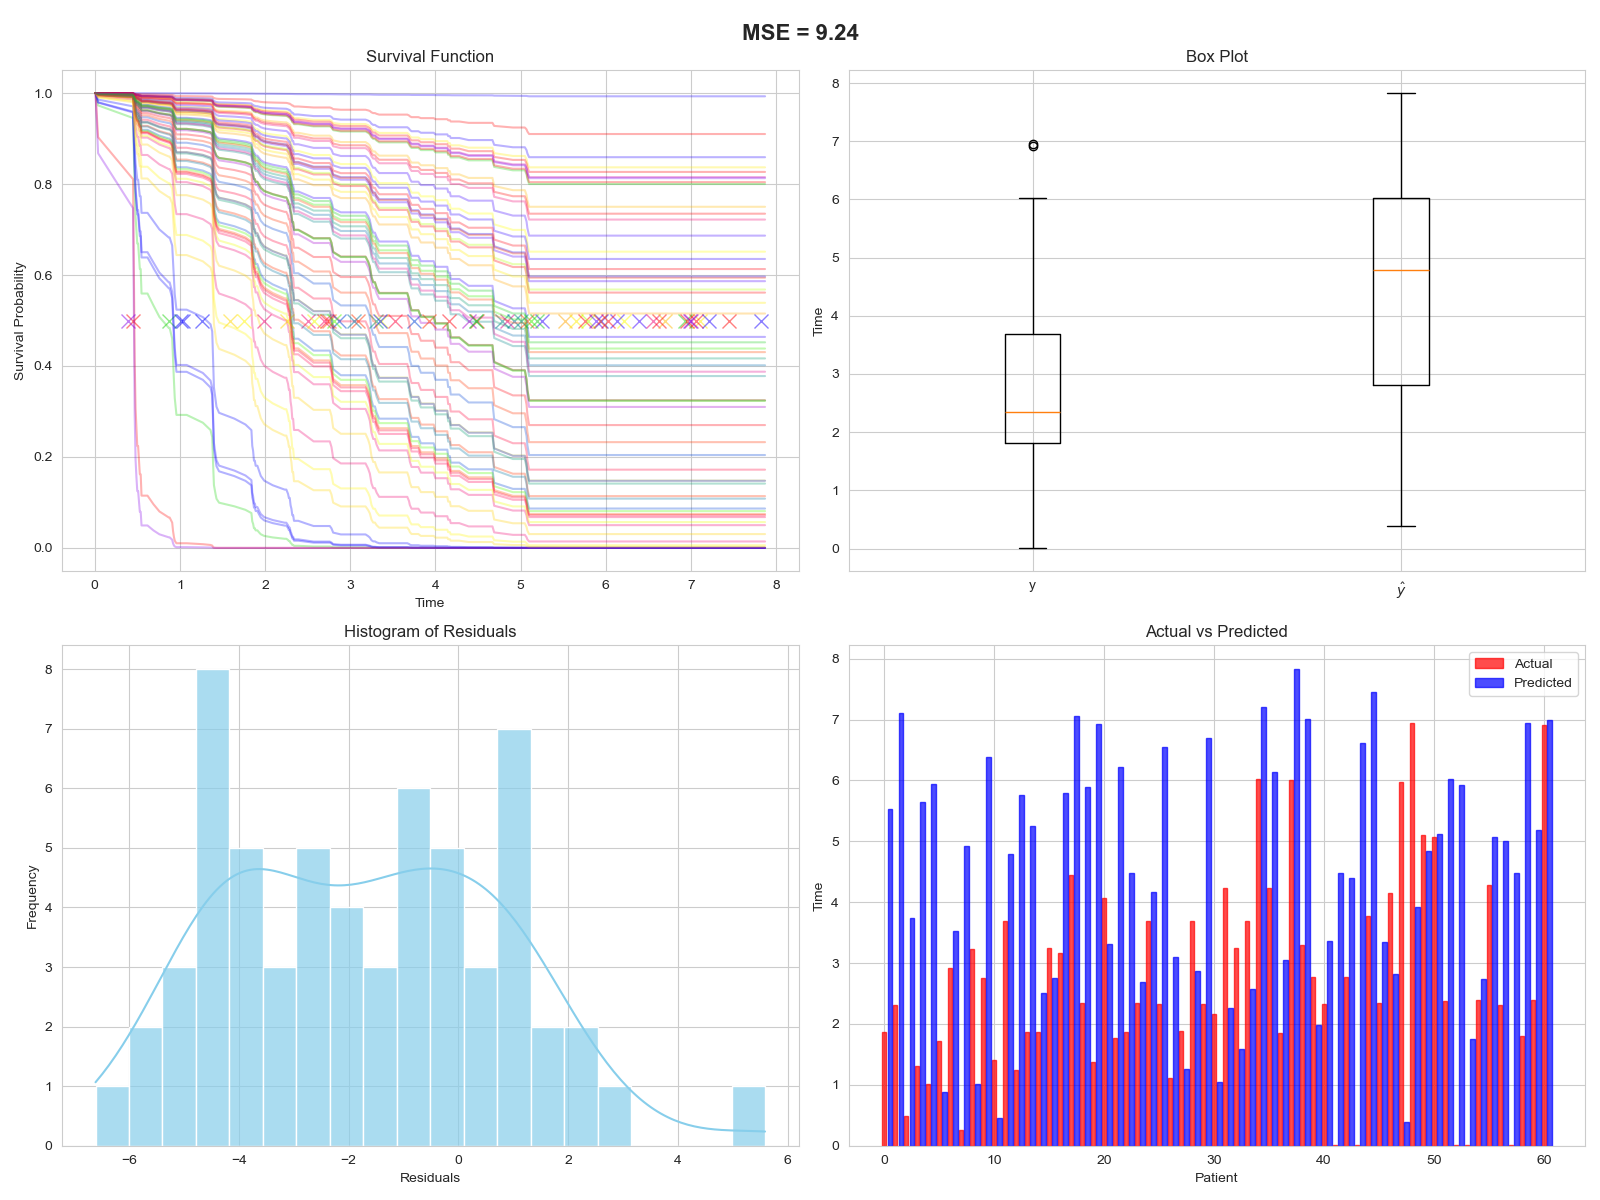 MSE = 9.24
Survival Function
Survival Probability
1.0
0.8
0.6
0.4
0.2
0.0
0 1 2 3 4 5 6 7 8
Time
Box Plot
Time
8
7
6
5
4
3
2
1
0
y ŷ
Histogram of Residuals
Frequency
8
7
6
5
4
3
2
1
0
−6 −4 −2 0 2 4 6
Residuals
Actual vs Predicted
Actual
Predicted
Time
8
7
6
5
4
3
2
1
0
0 10 20 30 40 50 60
Patient